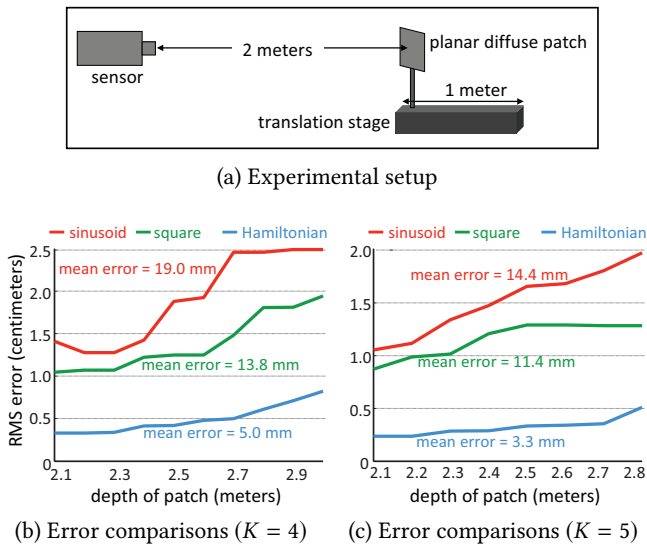 2 meters
planar diffuse patch
sensor
1 meter
translation stage
(a) Experimental setup
sinusoid square Hamiltonian
2.5
mean error = 19.0 mm
2.0
1.5
mean error = 13.8 mm
1.0
0.5
mean error = 5.0 mm
0
RMS error (centimeters)
2.1 2.3 2.5 2.7 2.9
depth of patch (meters)
(b) Error comparisons (K = 4)
sinusoid square Hamiltonian
2.0
mean error = 14.4 mm
1.5
1.0
mean error = 11.4 mm
0.5
mean error = 3.3 mm
0
2.1 2.2 2.3 2.4 2.5 2.6 2.7 2.8
depth of patch (meters)
(c) Error comparisons (K = 5)